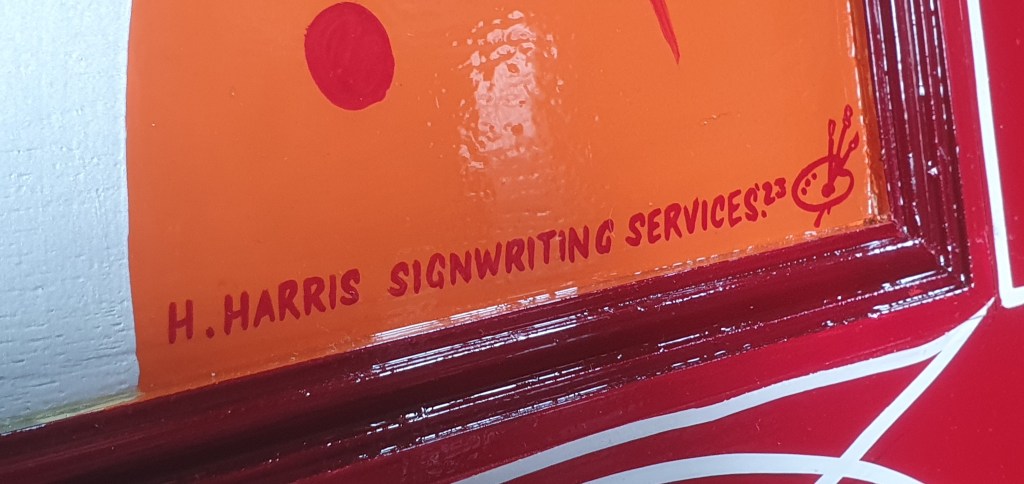 H. HARRIS SIGNWRITING SERVICES. '23